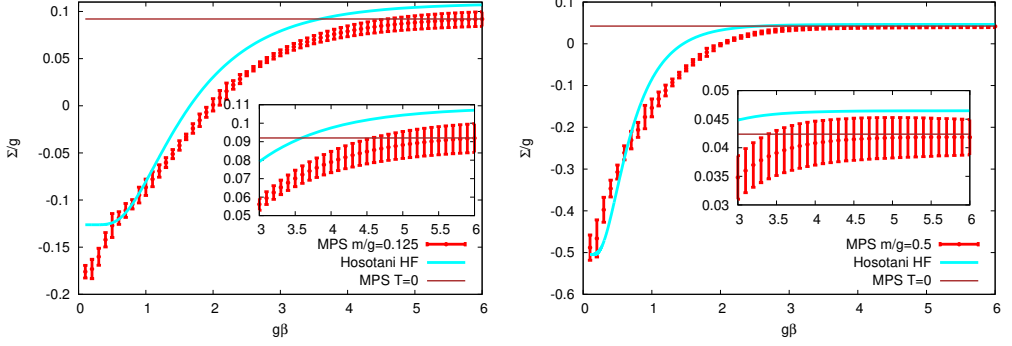 0.1
0.05
0
-0.05
-0.1
-0.15
-0.2
Σ/g
0.11
0.1
0.09
0.08
0.07
0.06
0.05
3 3.5 4 4.5 5 5.5 6
MPS m/g=0.125
Hosotani HF
MPS T=0
0 1 2 3 4 5 6
gβ
0.1
0
-0.1
-0.2
-0.3
-0.4
-0.5
-0.6
Σ/g
0.05
0.045
0.04
0.035
0.03
3 3.5 4 4.5 5 5.5 6
MPS m/g=0.5
Hosotani HF
MPS T=0
0 1 2 3 4 5 6
gβ